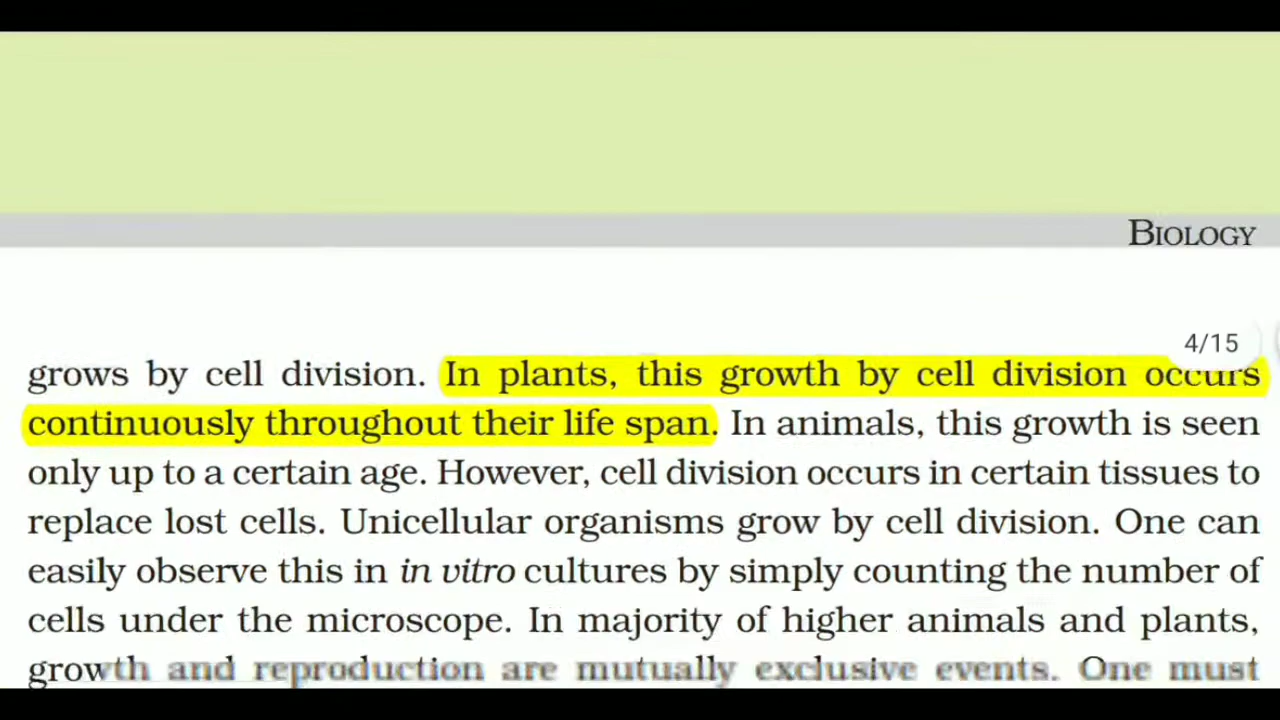 BIOLOGY
4/15
grows by cell division. In plants, this growth by cell division occurs
continuously throughout their life span. In animals, this growth is seen
only up to a certain age. However, cell division occurs in certain tissues to
replace lost cells. Unicellular organisms grow by cell division. One can
easily observe this in in vitro cultures by simply counting the number of
cells under the microscope. In majority of higher animals and plants,
growth and reproduction are mutually exclusive events. One must